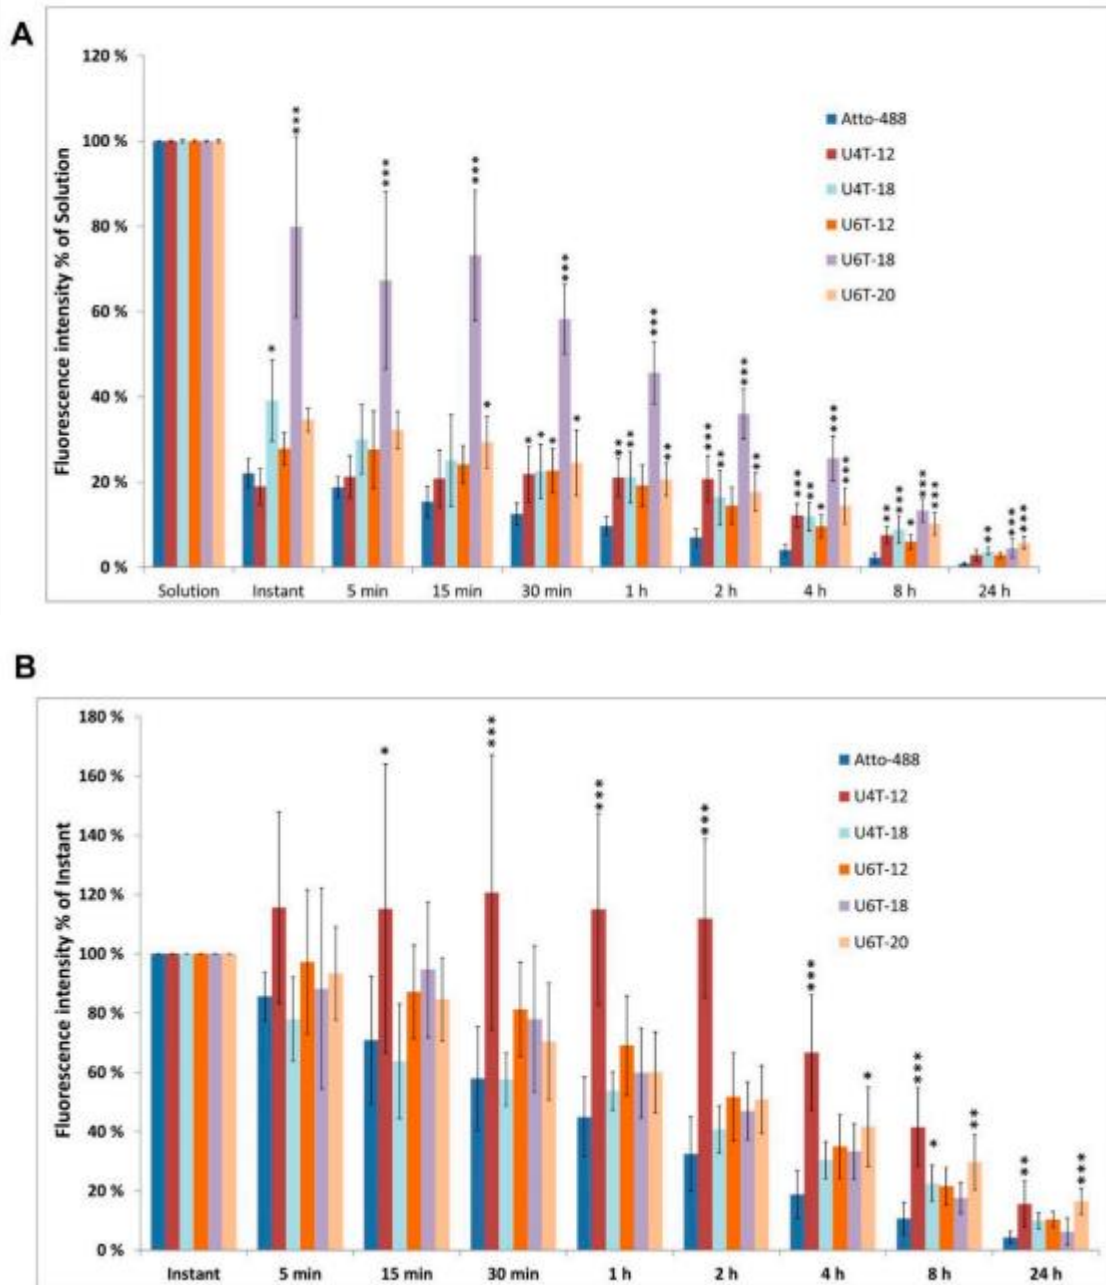 A
Fluorescence intensity % of Solution
120 %
100 %
80 %
60 %
40 %
20 %
0 %
***
*
***
***
*
* * * *** *
** ** *** **
*** ** *** **
*** ** * *** ***
** *** * *** ***
** *** ***
Atto-488
U4T-12
U4T-18
U6T-12
U6T-18
U6T-20
Solution Instant 5 min 15 min 30 min 1 h 2 h 4 h 8 h 24 h
B
Fluorescence intensity % of Instant
180 %
160 %
140 %
120 %
100 %
80 %
60 %
40 %
20 %
0 %
*
***
***
***
*** *
*** * **
** ***
Atto-488
U4T-12
U4T-18
U6T-12
U6T-18
U6T-20
Instant 5 min 15 min 30 min 1 h 2 h 4 h 8 h 24 h